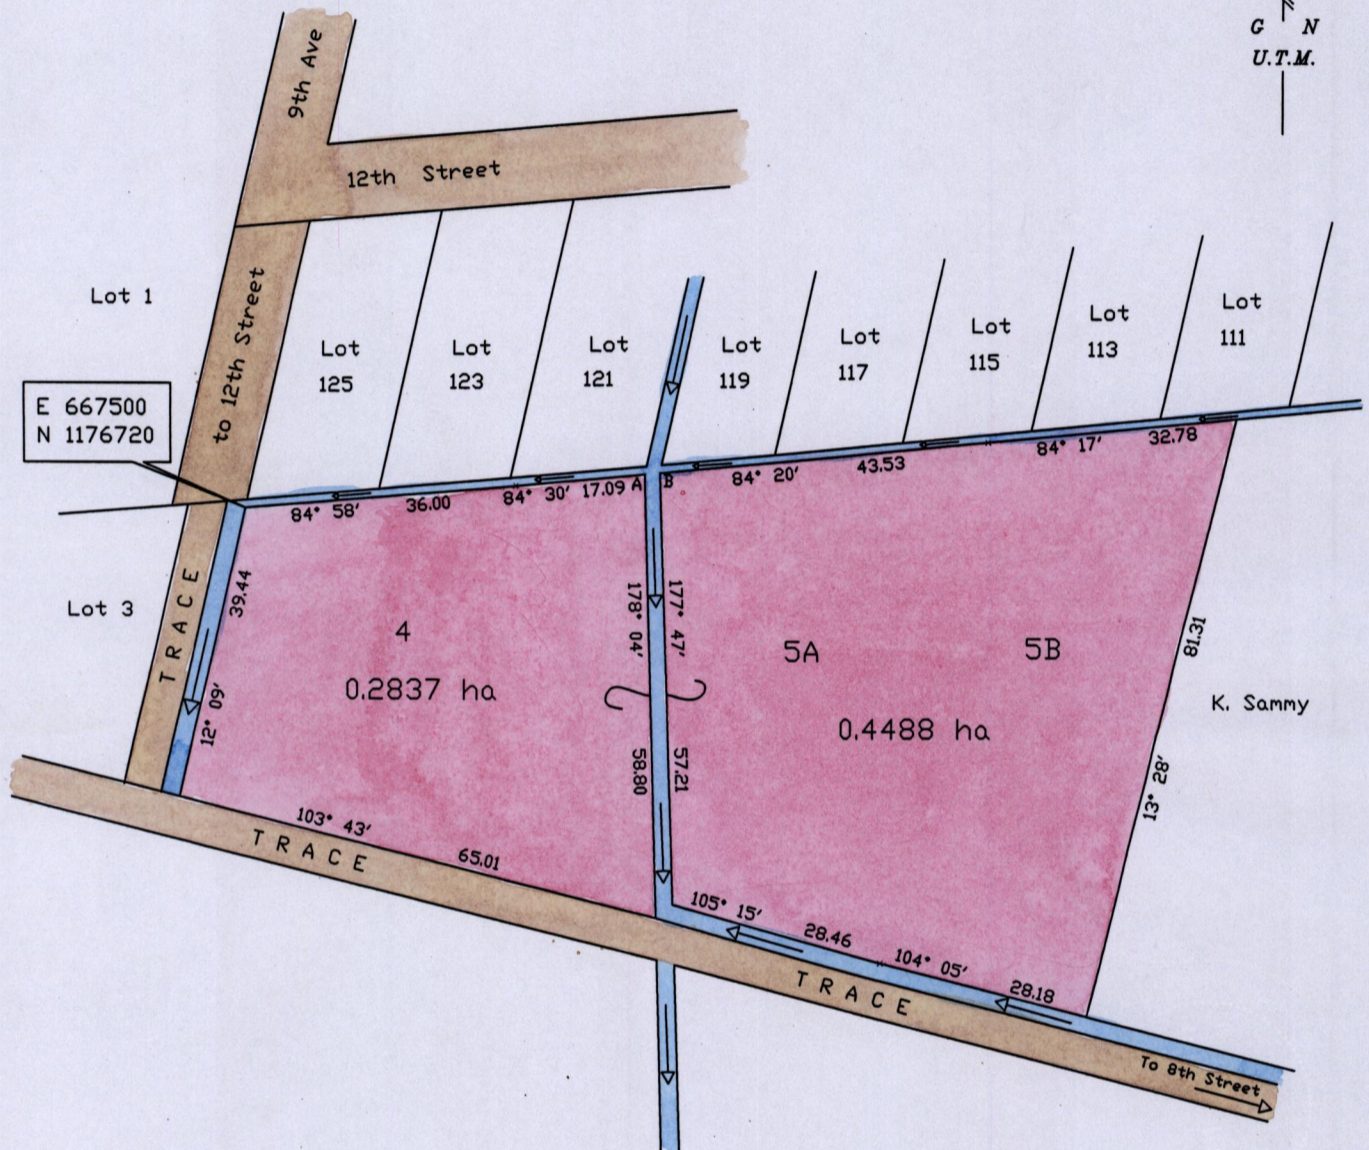 G N
U.T.M.
9th Ave
12th Street
to 12th Street
Lot 1
E 667500
N 1176720
Lot
125
Lot
123
Lot
121
Lot
119
Lot
117
Lot
115
Lot
113
Lot
111
84° 58′
36.00
84° 30′
17.09
A
B
84° 20′
43.53
84° 17′
32.78
Lot 3
TRACE
39.44
12° 09′
4
0.2837 ha
178° 04′
58.80
177° 47′
57.21
5A
5B
0.4488 ha
81.31
13° 28′
K. Sammy
103° 43′
65.01
TRACE
105° 15′
28.46
104° 05′
28.18
TRACE
To 8th Street